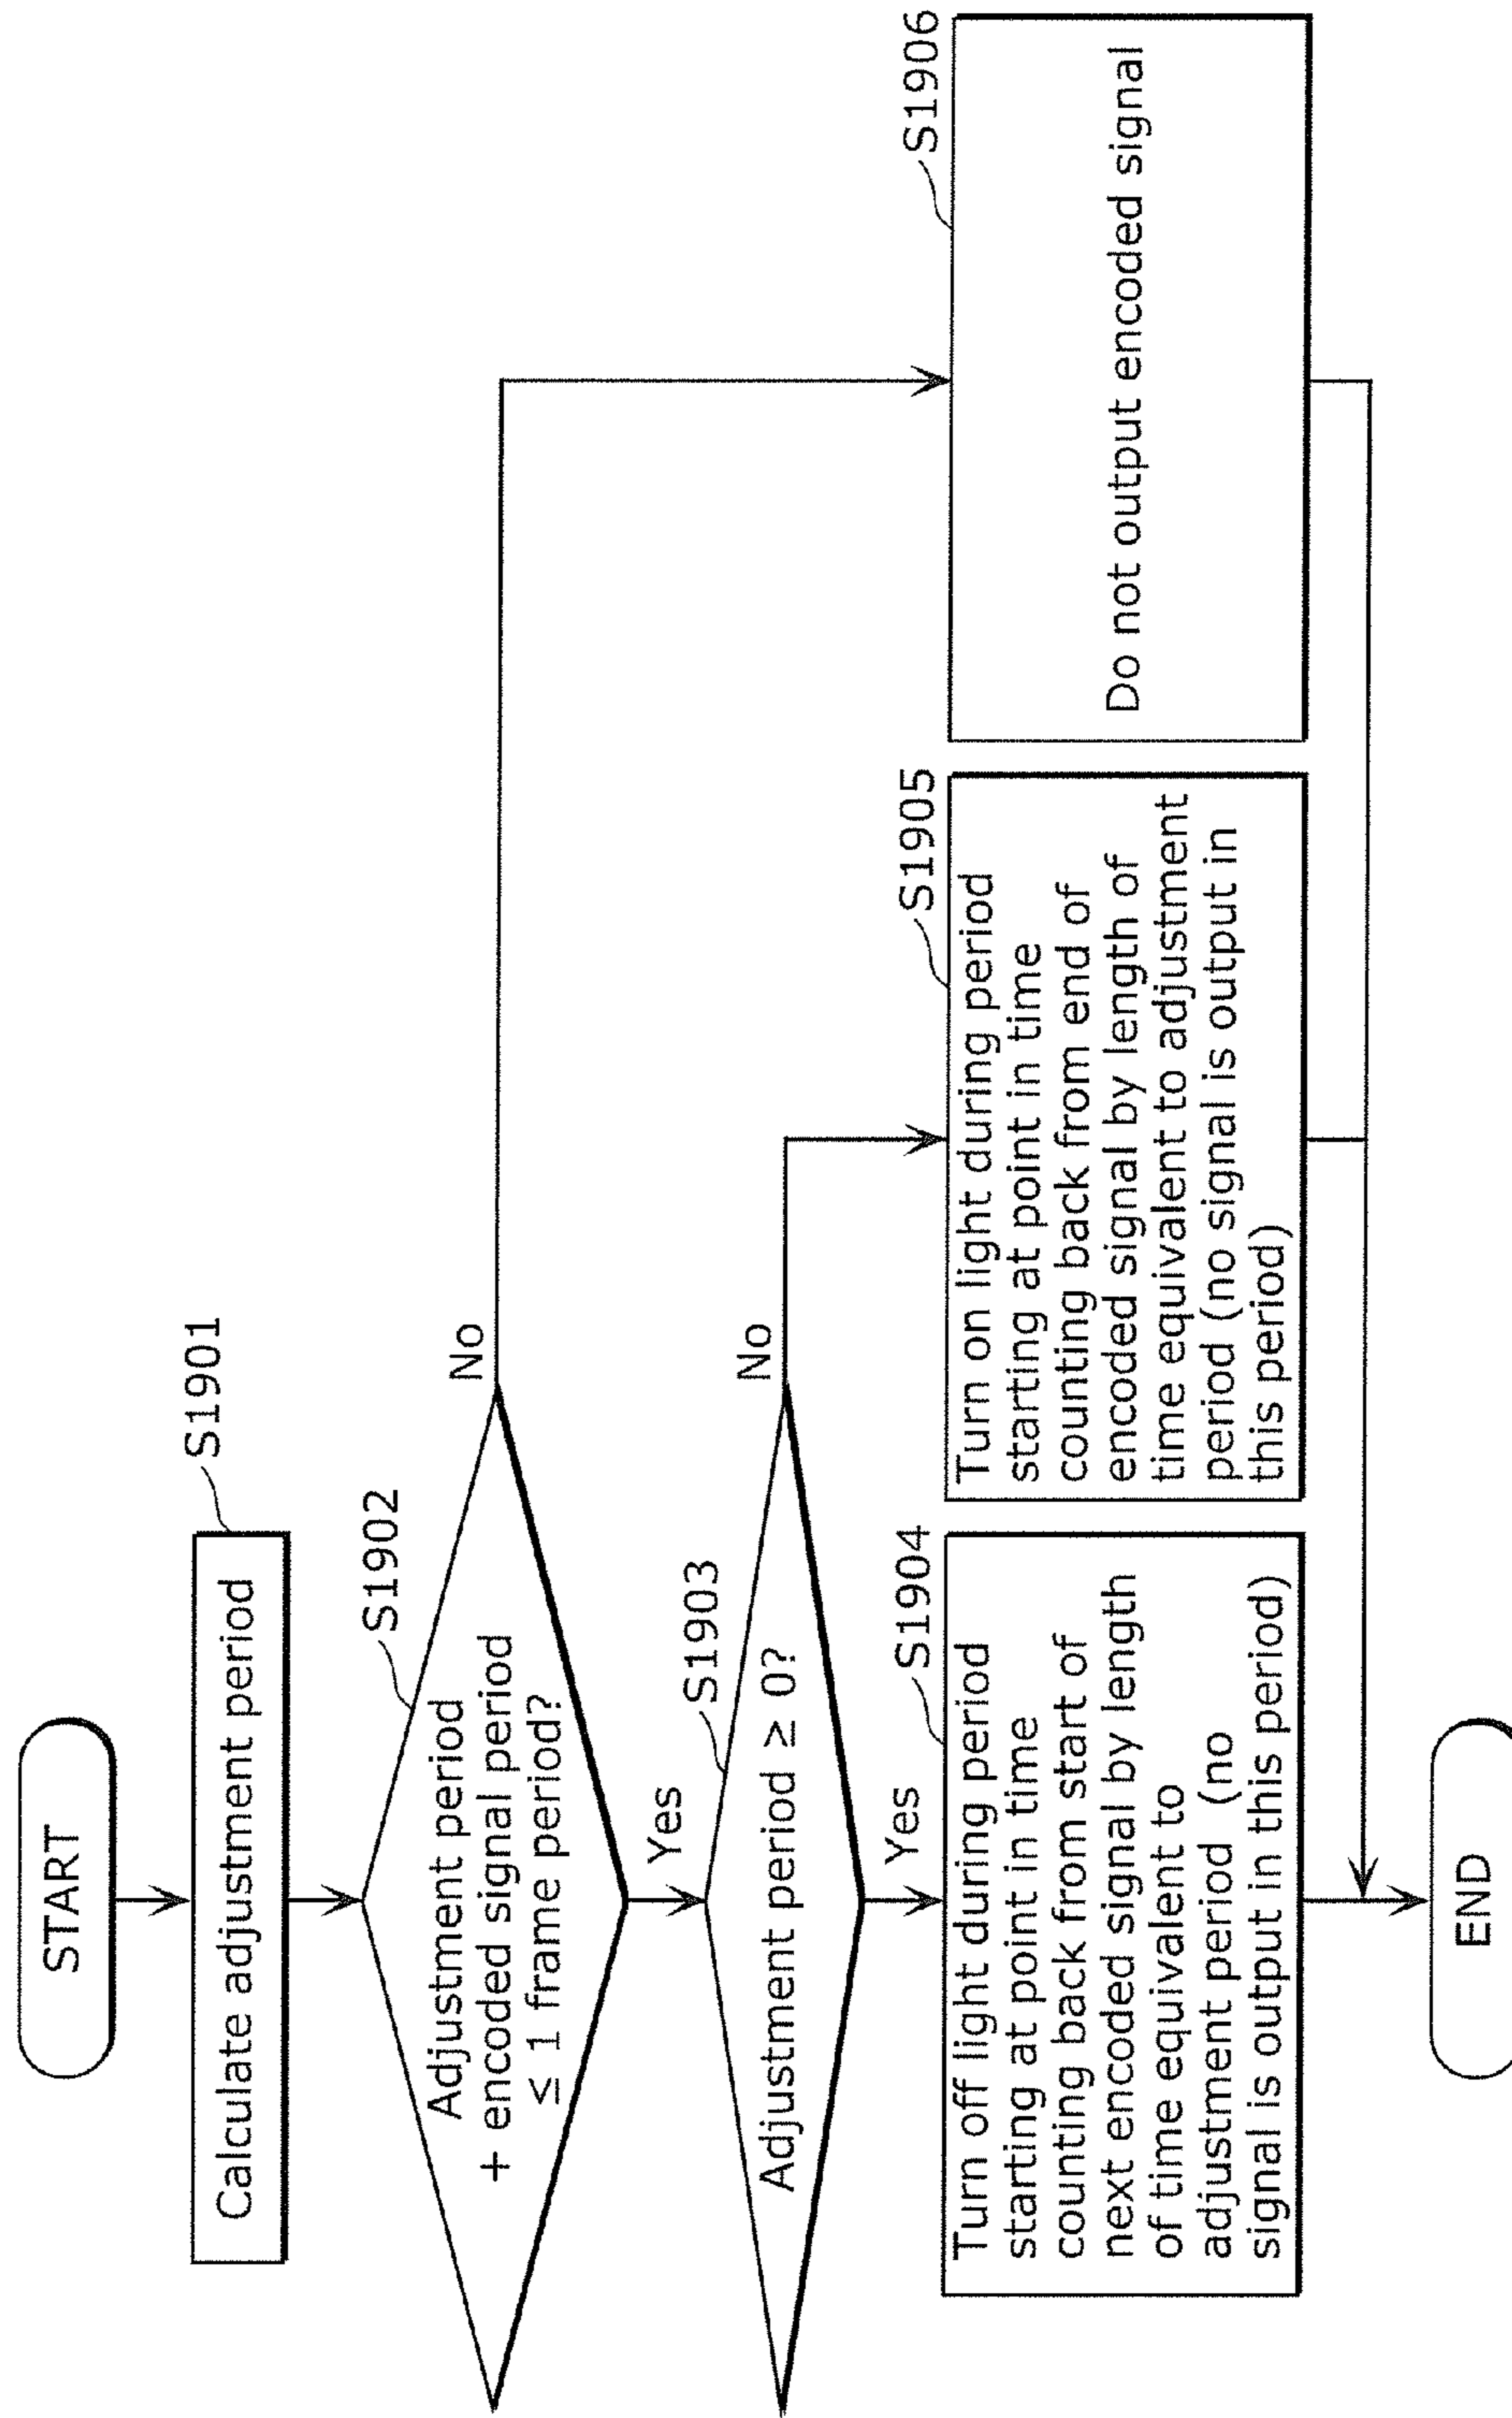 START
S1901
Calculate adjustment period
S1902
Adjustment period
+ encoded signal period
≤ 1 frame period?
No
Yes
S1903
Adjustment period ≥ 0?
No
Yes
S1904
Turn off light during period
starting at point in time
counting back from start of
next encoded signal by length
of time equivalent to
adjustment period (no
signal is output in this period)
S1905
Turn on light during period
starting at point in time
counting back from end of
encoded signal by length of
time equivalent to adjustment
period (no signal is output in
this period)
S1906
Do not output encoded signal
END